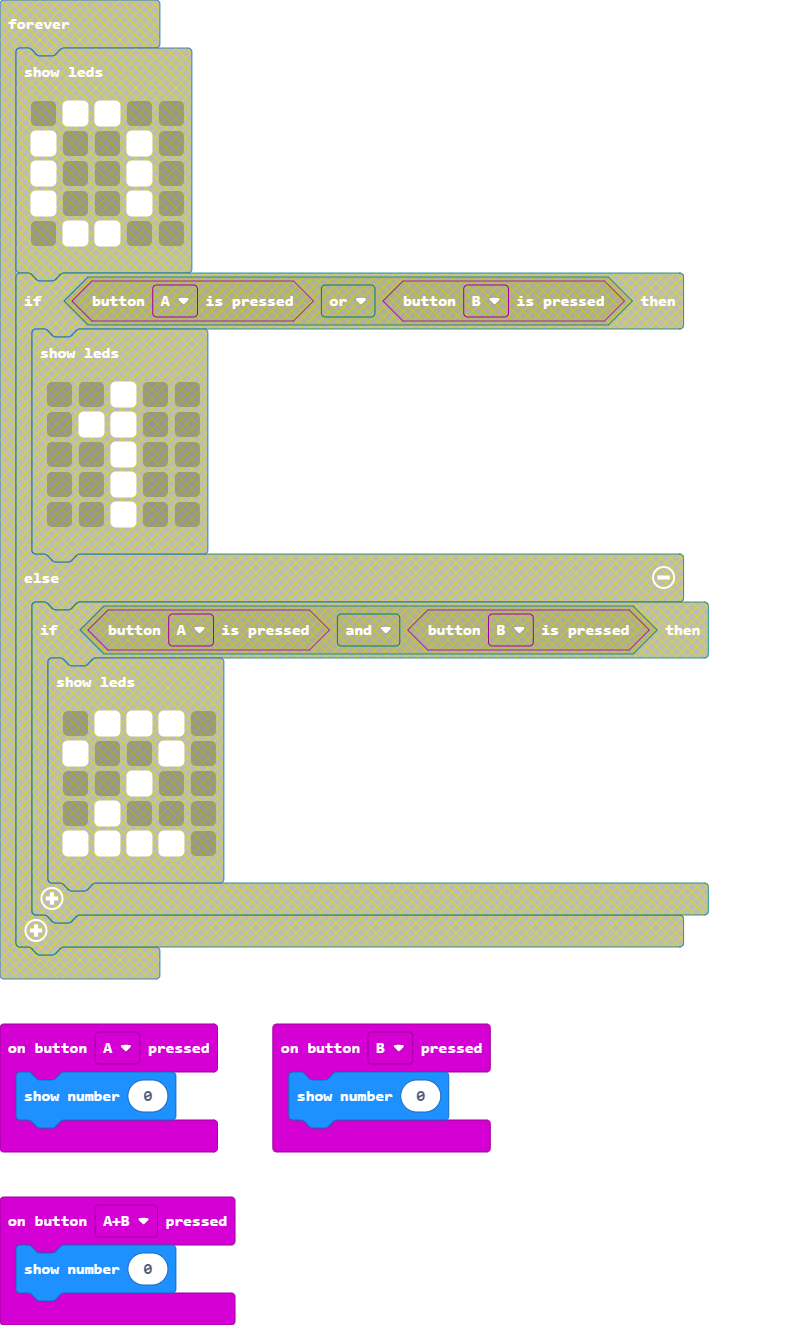 forever
show leds
if button A is pressed or button B is pressed then
show leds
else
if button A is pressed and button B is pressed then
show leds
on button A pressed
show number 0
on button B pressed
show number 0
on button A+B pressed
show number 0